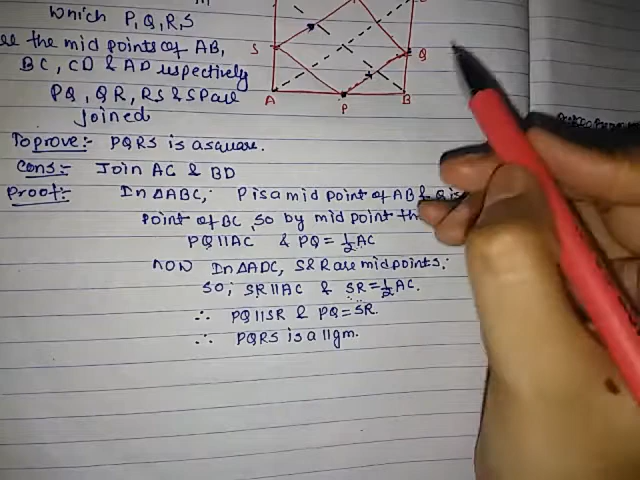 which P,Q,R,S
the mid points of AB,
BC, CD & AD respectively
PQ, QR, RS & SP are
joined
S
Q
A
P
B
To prove:- PQRS is a square.
Cons:- Join AC & BD
Proof:- In ΔABC; P is a mid point of AB & Q is
point of BC, so by mid point
PQ||AC & PQ=½AC
NOW In ΔADC, S&R are midpoints;
So; SR||AC & SR=½AC.
∴ PQ||SR & PQ=SR.
∴ PQRS is a ||gm.